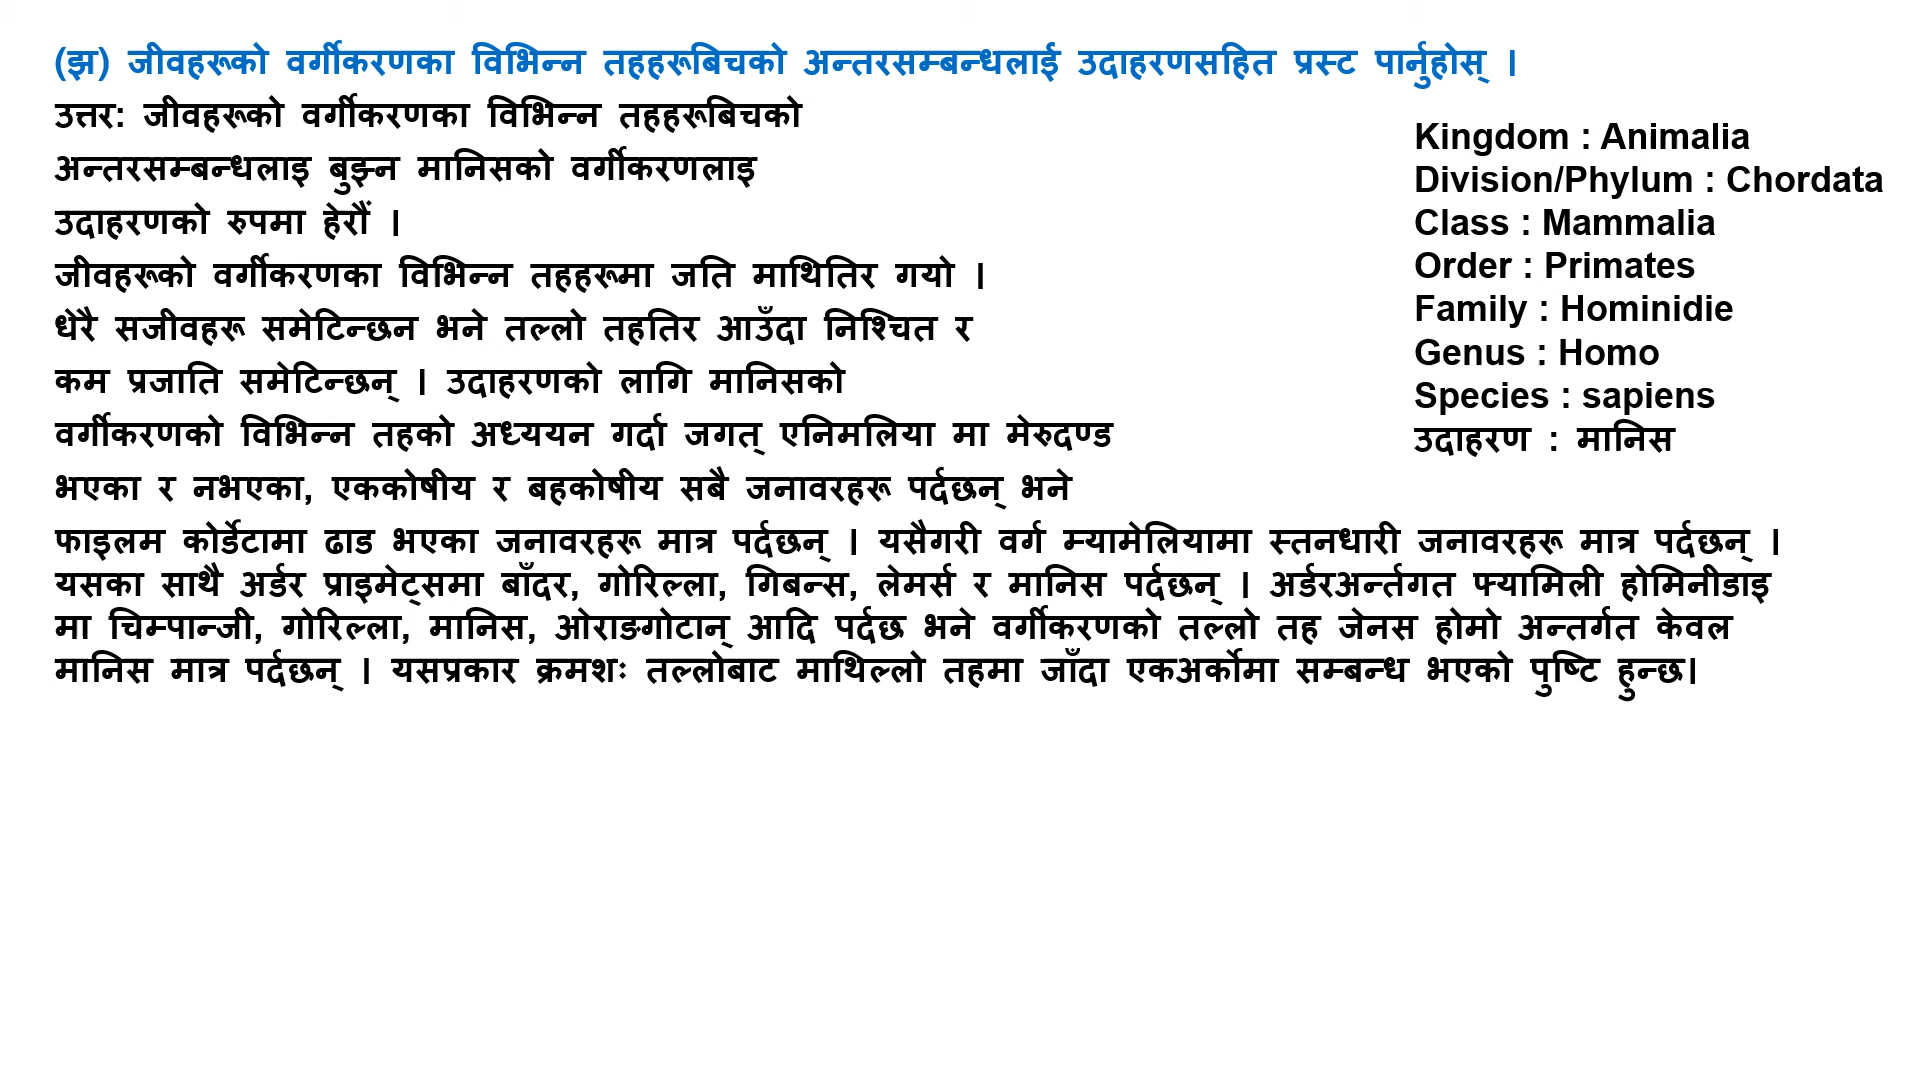 (झ) जीवहरूको वर्गीकरणका विभिन्न तहहरूबिचको अन्तरसम्बन्धलाई उदाहरणसहित प्रस्ट पार्नुहोस् ।
उत्तर: जीवहरूको वर्गीकरणका विभिन्न तहहरूबिचको
अन्तरसम्बन्धलाइ बुझ्न मानिसको वर्गीकरणलाइ
उदाहरणको रुपमा हेरौं ।
जीवहरूको वर्गीकरणका विभिन्न तहहरूमा जति माथितिर गयो ।
धेरै सजीवहरू समेटिन्छन भने तल्लो तहतिर आउँदा निश्चित र
कम प्रजाति समेटिन्छन् । उदाहरणको लागि मानिसको
वर्गीकरणको विभिन्न तहको अध्ययन गर्दा जगत् एनिमलिया मा मेरुदण्ड
भएका र नभएका, एककोषीय र बहकोषीय सबै जनावरहरू पर्दछन् भने
फाइलम कोर्डेटामा ढाड भएका जनावरहरू मात्र पर्दछन् । यसैगरी वर्ग म्यामेलियामा स्तनधारी जनावरहरू मात्र पर्दछन् ।
यसका साथै अर्डर प्राइमेट्समा बाँदर, गोरिल्ला, गिबन्स, लेमर्स र मानिस पर्दछन् । अर्डरअर्न्तगत फ्यामिली होमिनीडाइ
मा चिम्पान्जी, गोरिल्ला, मानिस, ओराङगोटान् आदि पर्दछ भने वर्गीकरणको तल्लो तह जेनस होमो अन्तर्गत केवल
मानिस मात्र पर्दछन् । यसप्रकार क्रमशः तल्लोबाट माथिल्लो तहमा जाँदा एकअर्कोमा सम्बन्ध भएको पुष्टि हुन्छ।
Kingdom : Animalia
Division/Phylum : Chordata
Class : Mammalia
Order : Primates
Family : Hominidie
Genus : Homo
Species : sapiens
उदाहरण : मानिस